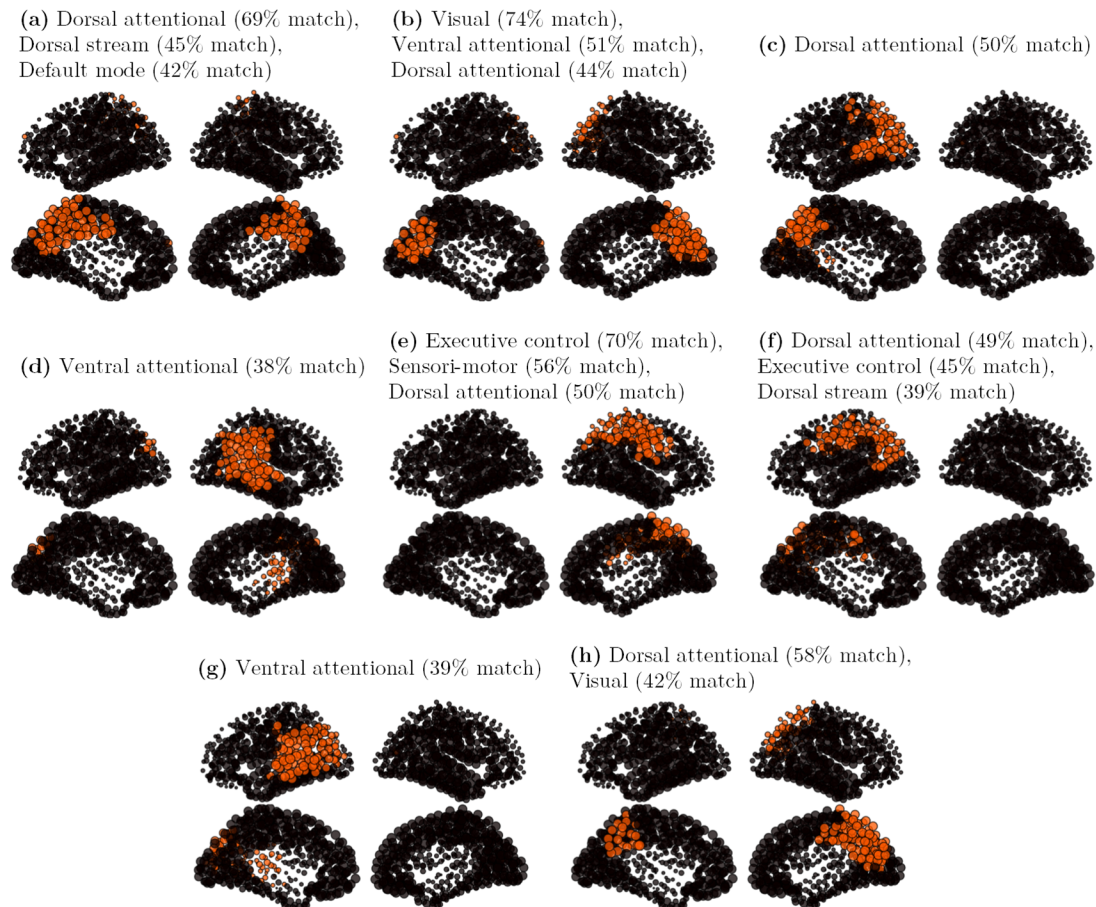 (a) Dorsal attentional (69% match),
Dorsal stream (45% match),
Default mode (42% match)
(b) Visual (74% match),
Ventral attentional (51% match),
Dorsal attentional (44% match)
(c) Dorsal attentional (50% match)
(d) Ventral attentional (38% match)
(e) Executive control (70% match),
Sensori-motor (56% match),
Dorsal attentional (50% match)
(f) Dorsal attentional (49% match),
Executive control (45% match),
Dorsal stream (39% match)
(g) Ventral attentional (39% match)
(h) Dorsal attentional (58% match),
Visual (42% match)